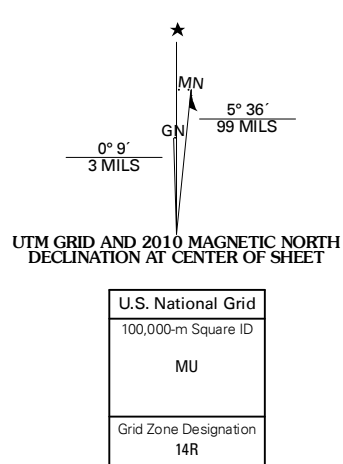 ★
MN
GN
5° 36´
99 MILS
0° 9´
3 MILS
UTM GRID AND 2010 MAGNETIC NORTH
DECLINATION AT CENTER OF SHEET
U.S. National Grid
100,000-m Square ID
MU
Grid Zone Designation
14R